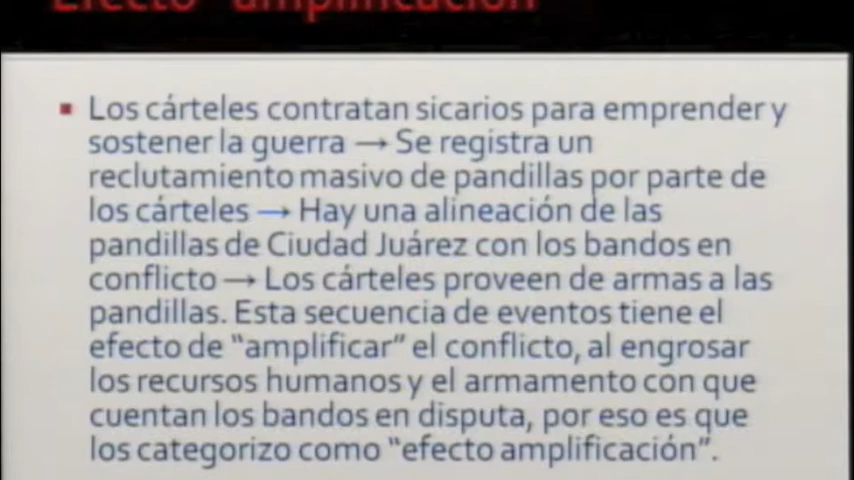 Efecto "amplificación"
Los cárteles contratan sicarios para emprender y
sostener la guerra → Se registra un
reclutamiento masivo de pandillas por parte de
los cárteles → Hay una alineación de las
pandillas de Ciudad Juárez con los bandos en
conflicto → Los cárteles proveen de armas a las
pandillas. Esta secuencia de eventos tiene el
efecto de "amplificar" el conflicto, al engrosar
los recursos humanos y el armamento con que
cuentan los bandos en disputa, por eso es que
los categorizo como "efecto amplificación".